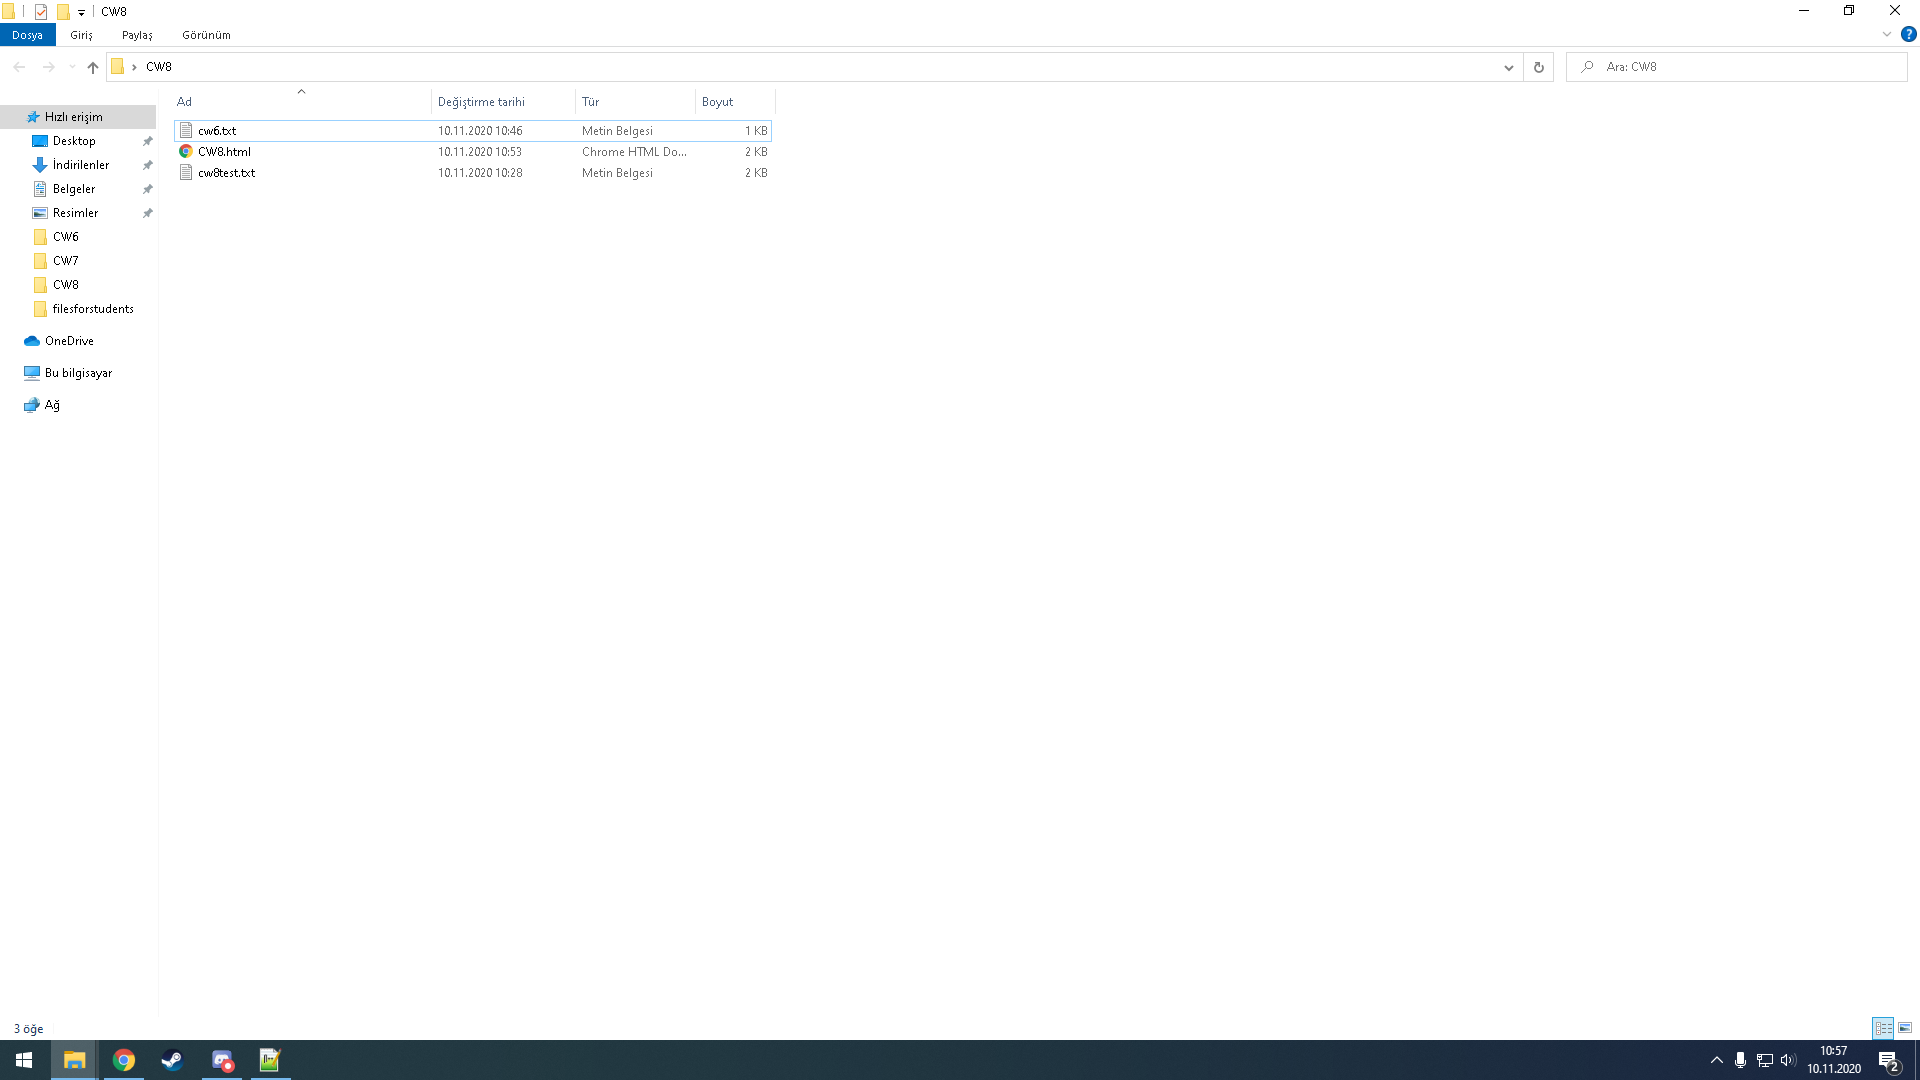 CW8
Dosya Giriş Paylaş Görünüm
CW8
Ara: CW8
Ad Değiştirme tarihi Tür Boyut
cw6.txt 10.11.2020 10:46 Metin Belgesi 1 KB
CW8.html 10.11.2020 10:53 Chrome HTML Do... 2 KB
cw8test.txt 10.11.2020 10:28 Metin Belgesi 2 KB
Hızlı erişim
Desktop
İndirilenler
Belgeler
Resimler
CW6
CW7
CW8
filesforstudents
OneDrive
Bu bilgisayar
Ağ
3 öğe
10:57
10.11.2020
2